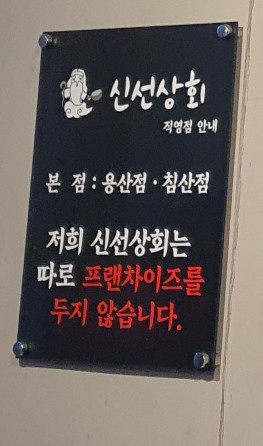 신선상회
직영점 안내
본 점 : 용산점 · 침산점
저희 신선상회는
따로 프랜차이즈를
두지 않습니다.